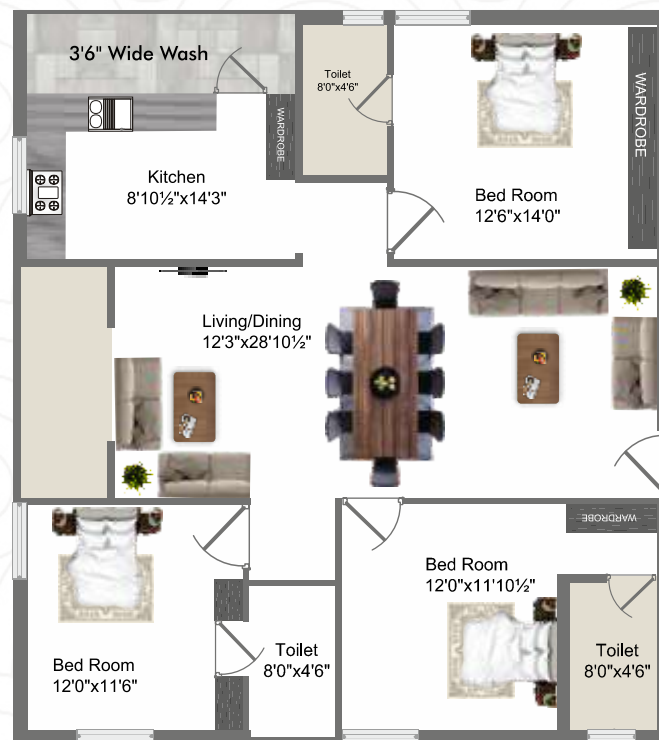 3'6" Wide Wash
Toilet
8'0"x4'6"
WARDROBE
WARDROBE
Kitchen
8'10½"x14'3"
Bed Room
12'6"x14'0"
Living/Dining
12'3"x28'10½"
WARDROBE
Bed Room
12'0"x11'10½"
Toilet
8'0"x4'6"
Toilet
8'0"x4'6"
Bed Room
12'0"x11'6"